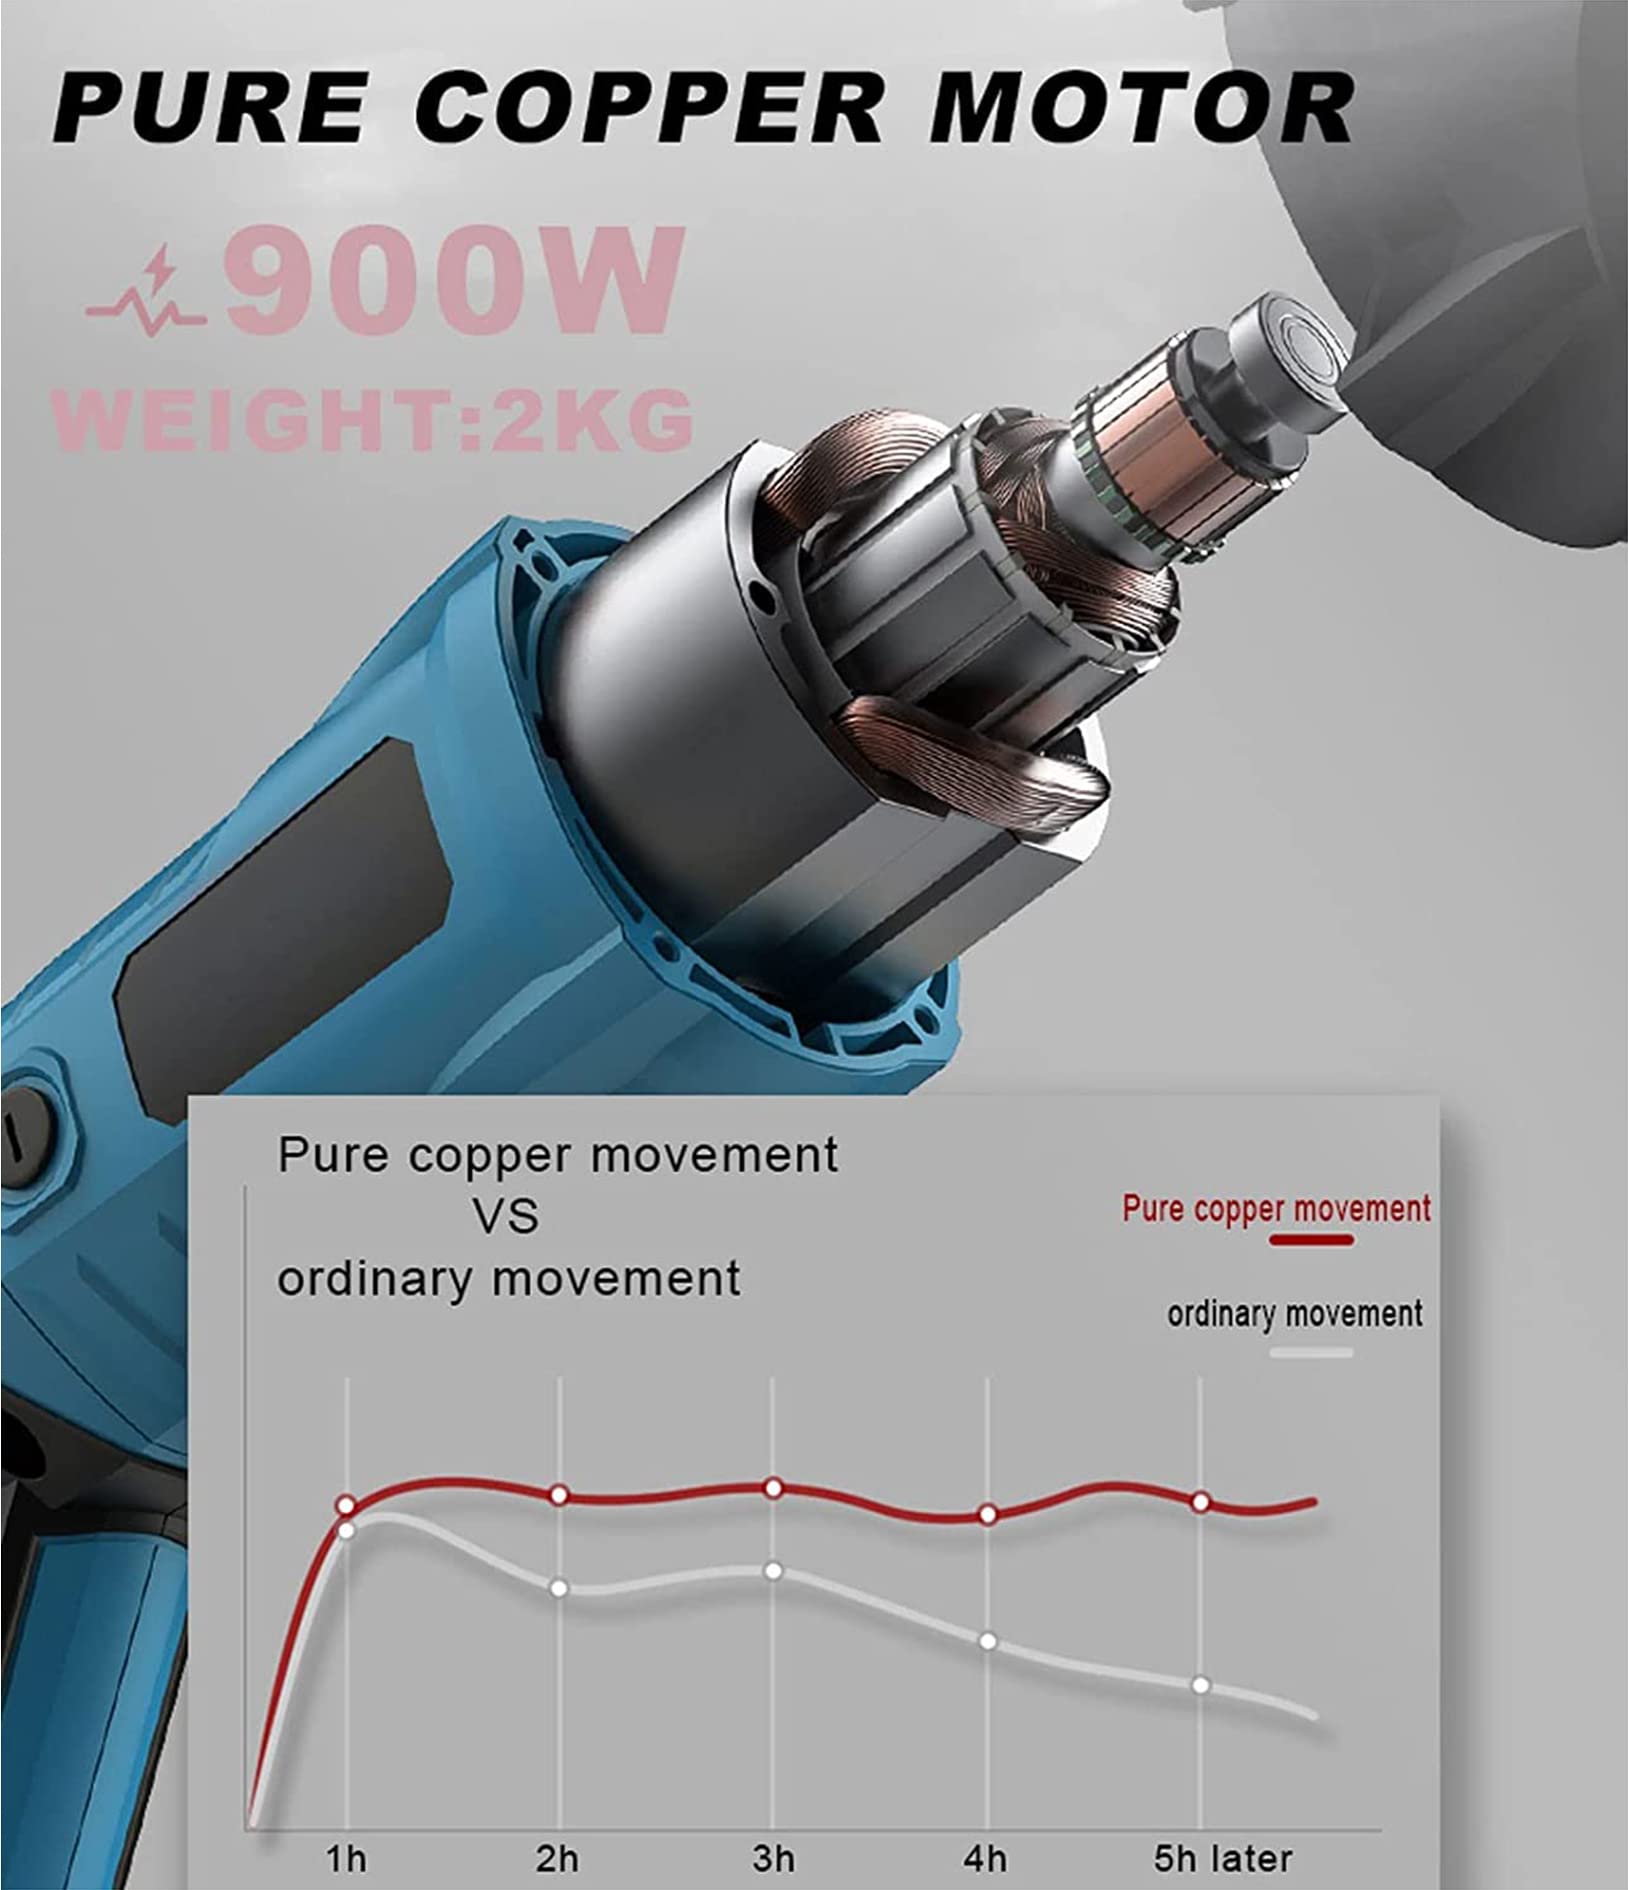 PURE COPPER MOTOR
900W
WEIGHT:2KG
Pure copper movement
VS
ordinary movement
Pure copper movement
ordinary movement
1h 2h 3h 4h 5h later